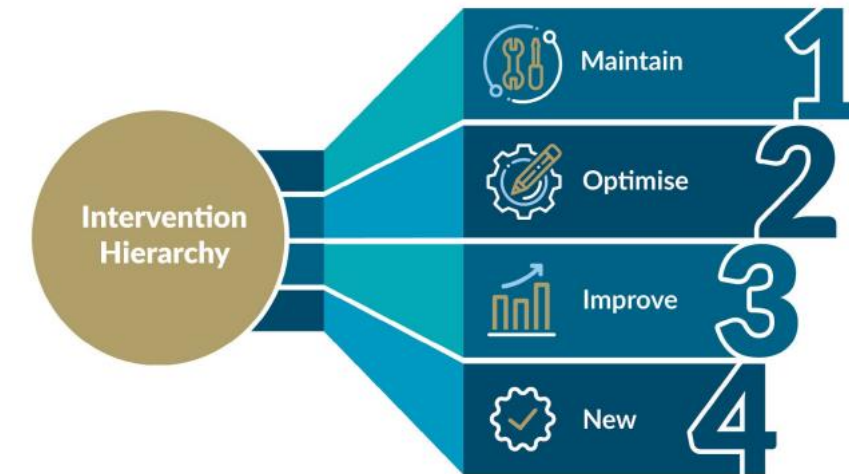 Intervention
Hierarchy
Maintain
1
Optimise
2
Improve
3
New
4